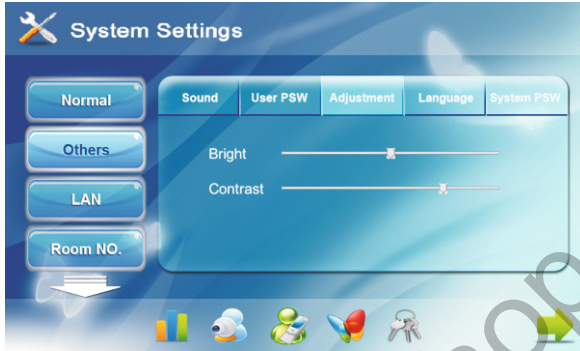 System Settings
Normal
Others
LAN
Room NO.
Sound User PSW Adjustment Language System PSW
Bright
Contrast